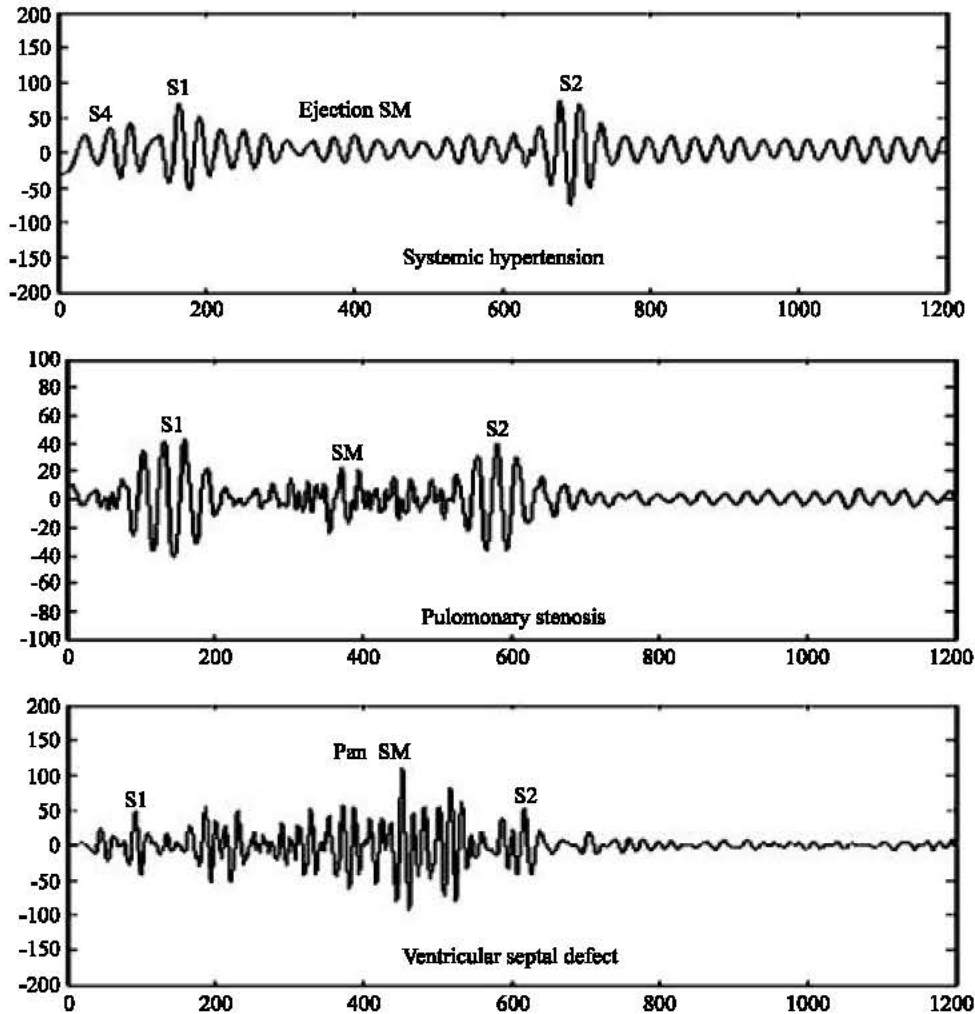 200
150
100
50
0
-50
-100
-150
-200
S4
S1
Ejection SM
S2
Systemic hypertension
0 200 400 600 800 1000 1200
100
80
60
40
20
0
-20
-40
-60
-80
-100
S1
SM
S2
Pulomonary stenosis
0 200 400 600 800 1000 1200
200
150
100
50
0
-50
-100
-150
-200
S1
Pan SM
S2
Ventricular septal defect
0 200 400 600 800 1000 1200